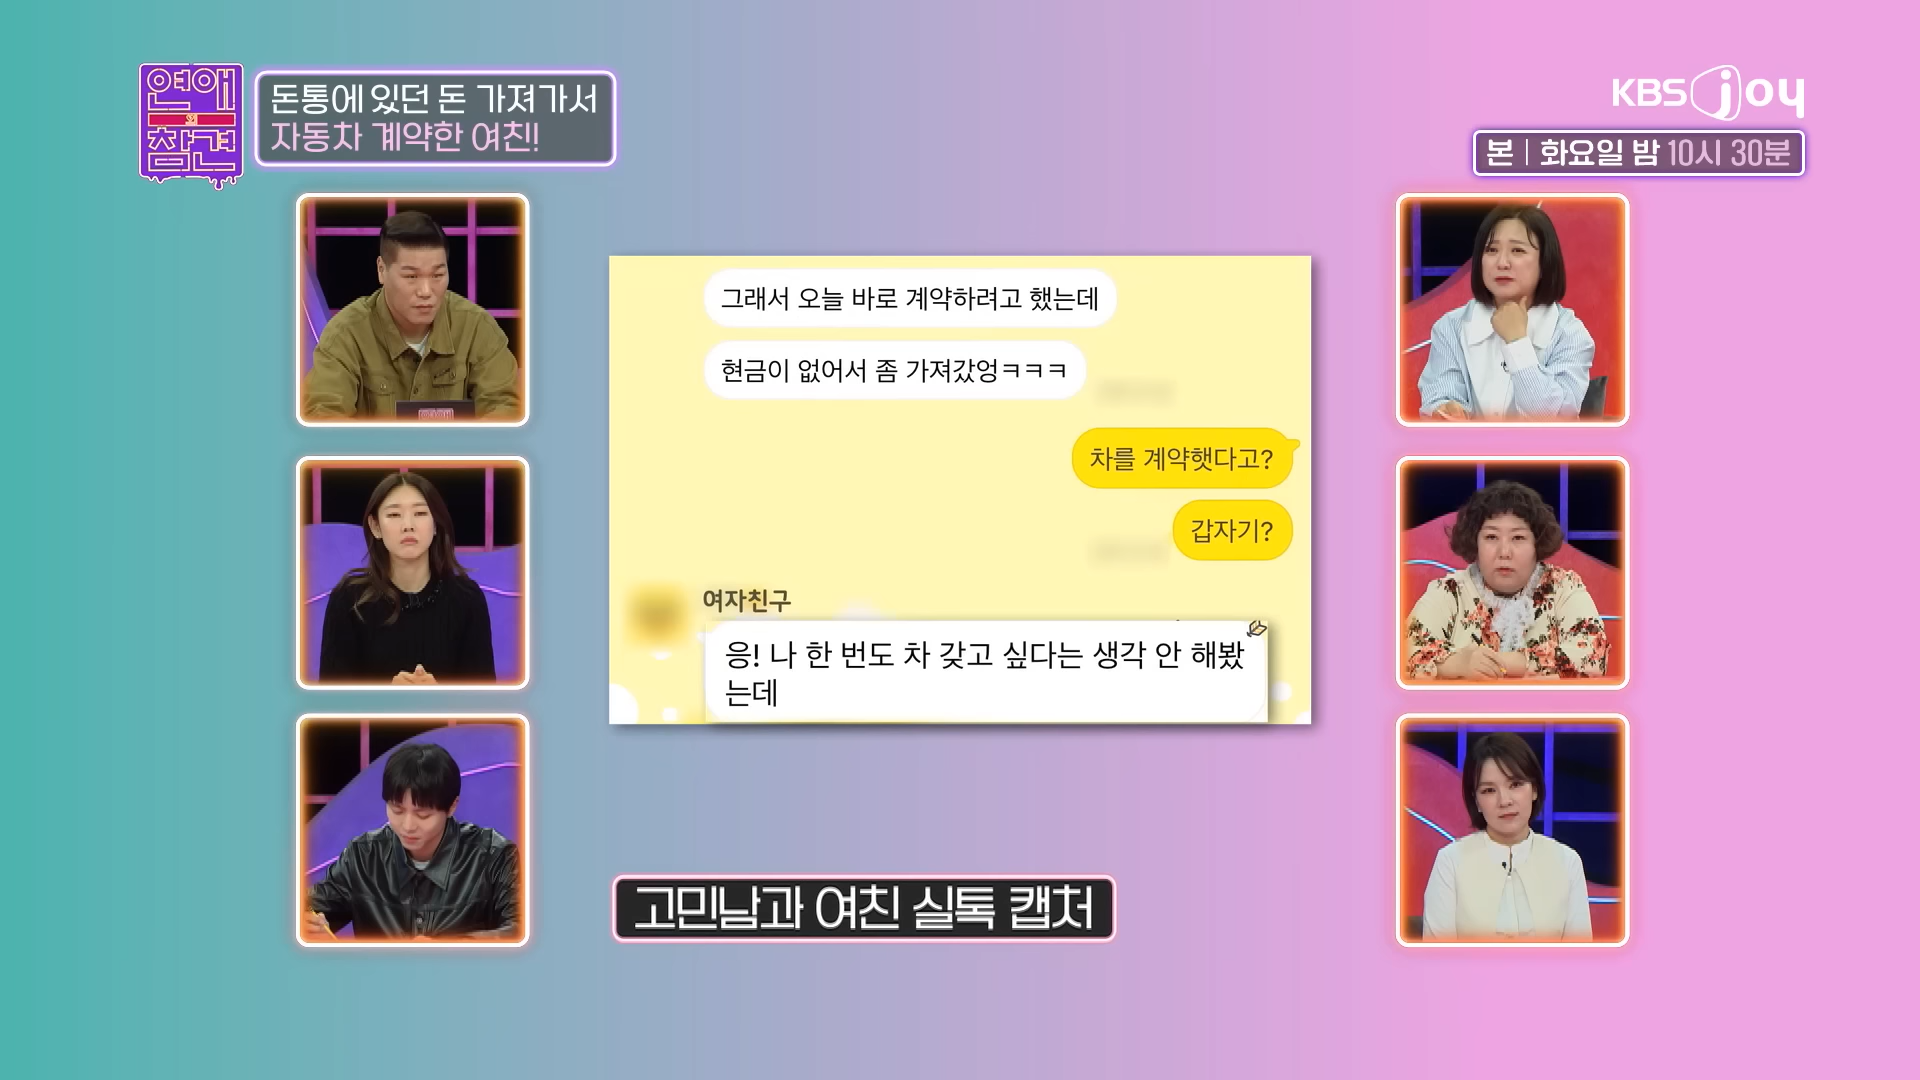 연애
의
참견
돈통에 있던 돈 가져가서
자동차 계약한 여친!
KBS joy
본 | 화요일 밤 10시 30분
그래서 오늘 바로 계약하려고 했는데
현금이 없어서 좀 가져갔엉ㅋㅋㅋ
차를 계약햇다고?
갑자기?
여자친구
응! 나 한 번도 차 갖고 싶다는 생각 안 해봤
는데
고민남과 여친 실톡 캡처